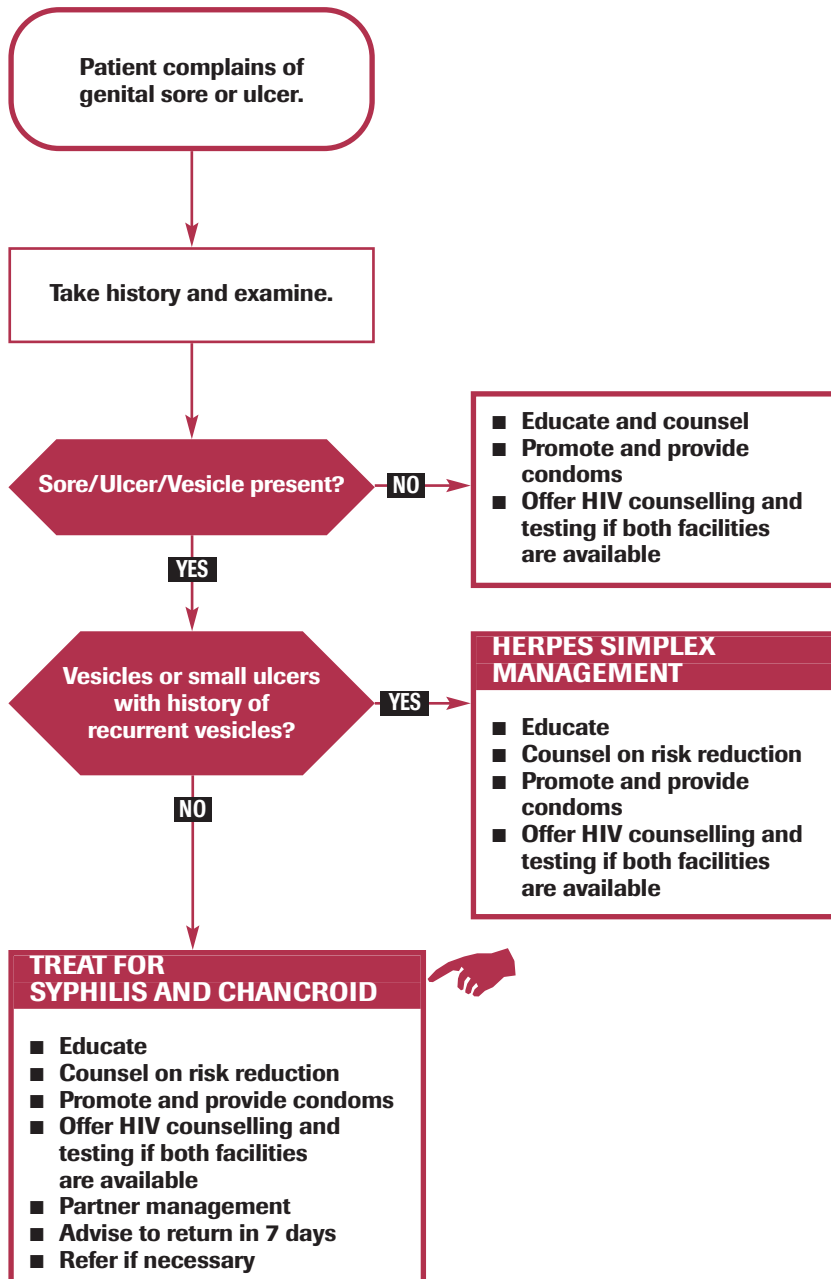 Patient complains of
genital sore or ulcer.
Take history and examine.
Sore/Ulcer/Vesicle present?
NO
■ Educate and counsel
■ Promote and provide
condoms
■ Offer HIV counselling and
testing if both facilities
are available
YES
Vesicles or small ulcers
with history of
recurrent vesicles?
YES
HERPES SIMPLEX
MANAGEMENT
■ Educate
■ Counsel on risk reduction
■ Promote and provide
condoms
■ Offer HIV counselling and
testing if both facilities
are available
NO
TREAT FOR
SYPHILIS AND CHANCROID
■ Educate
■ Counsel on risk reduction
■ Promote and provide condoms
■ Offer HIV counselling and
testing if both facilities
are available
■ Partner management
■ Advise to return in 7 days
■ Refer if necessary